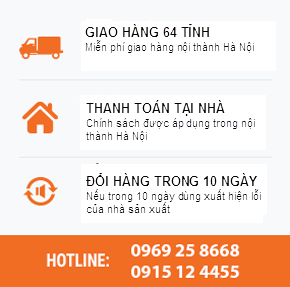 GIAO HÀNG 64 TỈNH
Miễn phí giao hàng nội thành Hà Nội
THANH TOÁN TẠI NHÀ
Chính sách được áp dụng trong nội
thành Hà Nội
ĐỔI HÀNG TRONG 10 NGÀY
Nếu trong 10 ngày dùng xuất hiện lỗi
của nhà sản xuất
HOTLINE:
0969 25 8668
0915 12 4455